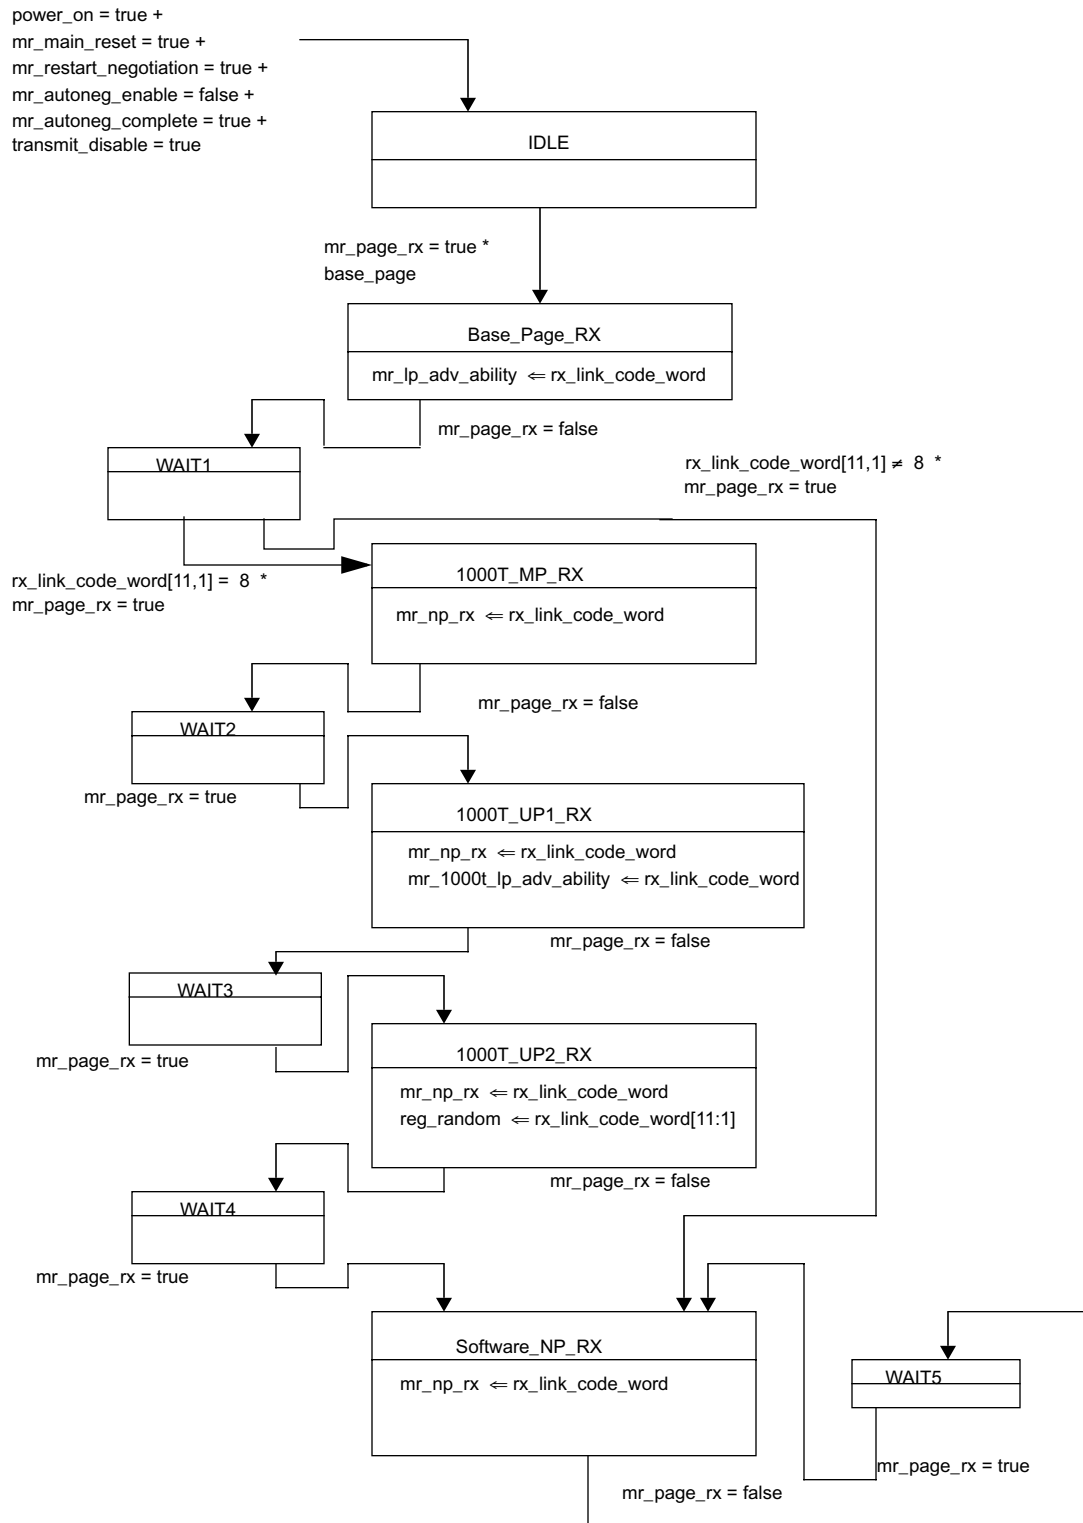 power_on = true +
mr_main_reset = true +
mr_restart_negotiation = true +
mr_autoneg_enable = false +
mr_autoneg_complete = true +
transmit_disable = true
IDLE
mr_page_rx = true *
base_page
Base_Page_RX
mr_lp_adv_ability ⇐ rx_link_code_word
mr_page_rx = false
WAIT1
rx_link_code_word[11,1] ≠ 8 *
mr_page_rx = true
rx_link_code_word[11,1] = 8 *
mr_page_rx = true
1000T_MP_RX
mr_np_rx ⇐ rx_link_code_word
mr_page_rx = false
WAIT2
mr_page_rx = true
1000T_UP1_RX
mr_np_rx ⇐ rx_link_code_word
mr_1000t_lp_adv_ability ⇐ rx_link_code_word
mr_page_rx = false
WAIT3
mr_page_rx = true
1000T_UP2_RX
mr_np_rx ⇐ rx_link_code_word
reg_random ⇐ rx_link_code_word[11:1]
mr_page_rx = false
WAIT4
mr_page_rx = true
Software_NP_RX
mr_np_rx ⇐ rx_link_code_word
WAIT5
mr_page_rx = true
mr_page_rx = false